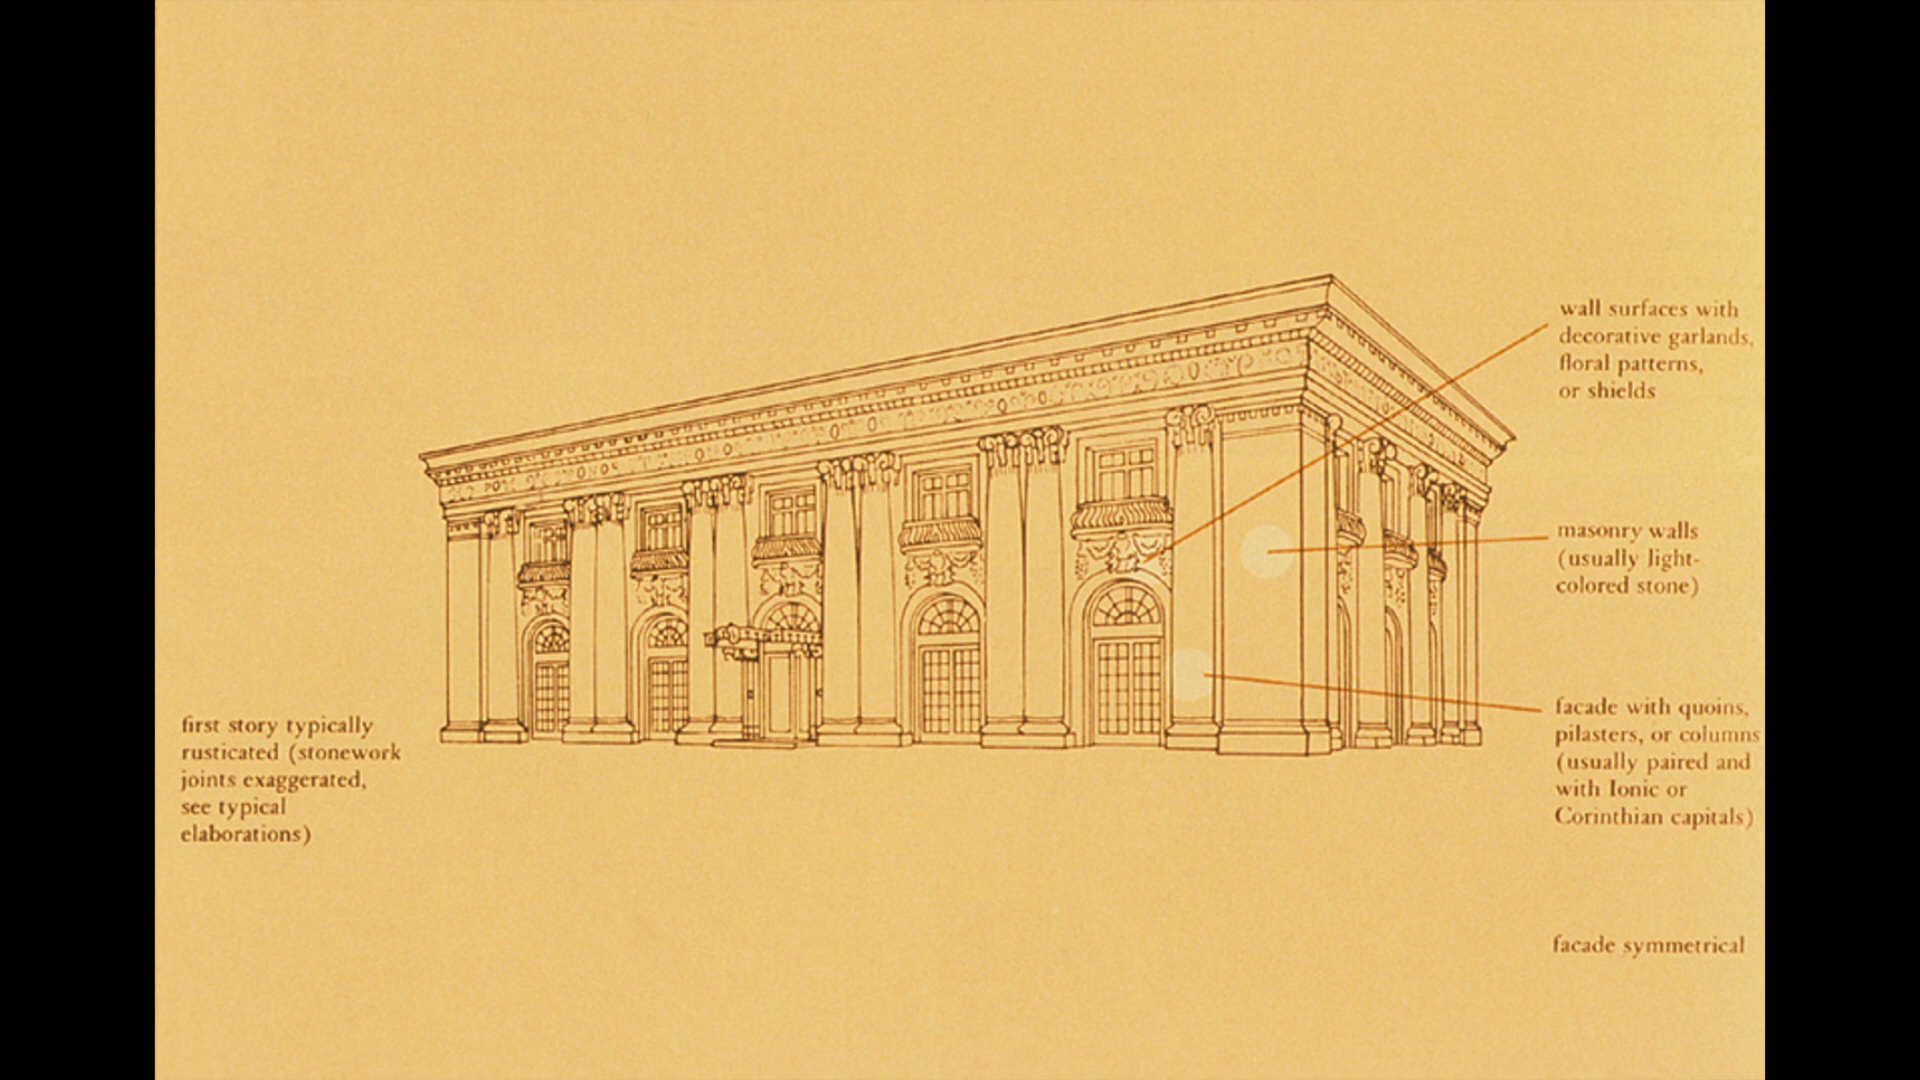 wall surfaces with
decorative garlands,
floral patterns,
or shields
masonry walls
(usually light-
colored stone)
first story typically
rusticated (stonework
joints exaggerated,
see typical
elaborations)
facade with quoins,
pilasters, or columns
(usually paired and
with Ionic or
Corinthian capitals)
facade symmetrical